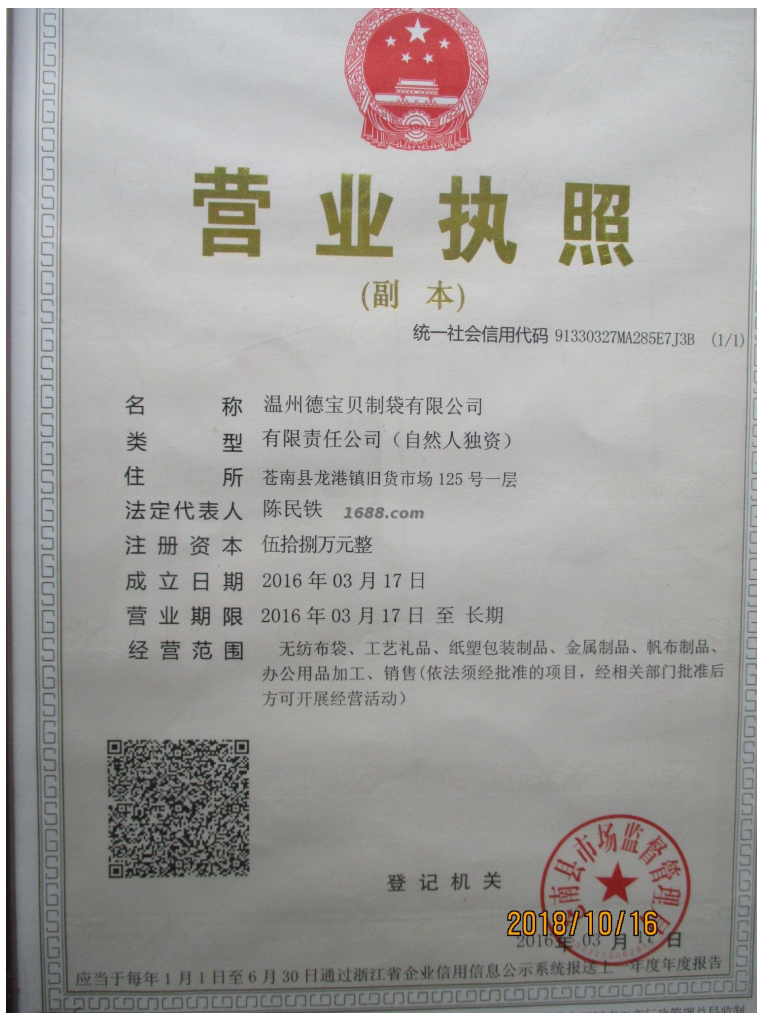 营业执照
(副 本)
统一社会信用代码 91330327MA285E7J3B (1/1)
名 称 温州德宝贝制袋有限公司
类 型 有限责任公司（自然人独资）
住 所 苍南县龙港镇旧货市场125号一层
法定代表人 陈民铁 1688.com
注册资本 伍拾捌万元整
成立日期 2016年03月17日
营业期限 2016年03月17日至长期
经营范围 无纺布袋、工艺礼品、纸塑包装制品、金属制品、帆布制品、
办公用品加工、销售(依法须经批准的项目，经相关部门批准后
方可开展经营活动）
苍南县市场监督管理局
登记机关
2018/10/16
2016年03月17日
应当于每年1月1日至6月30日通过浙江省企业信用信息公示系统报送上一年度年度报告